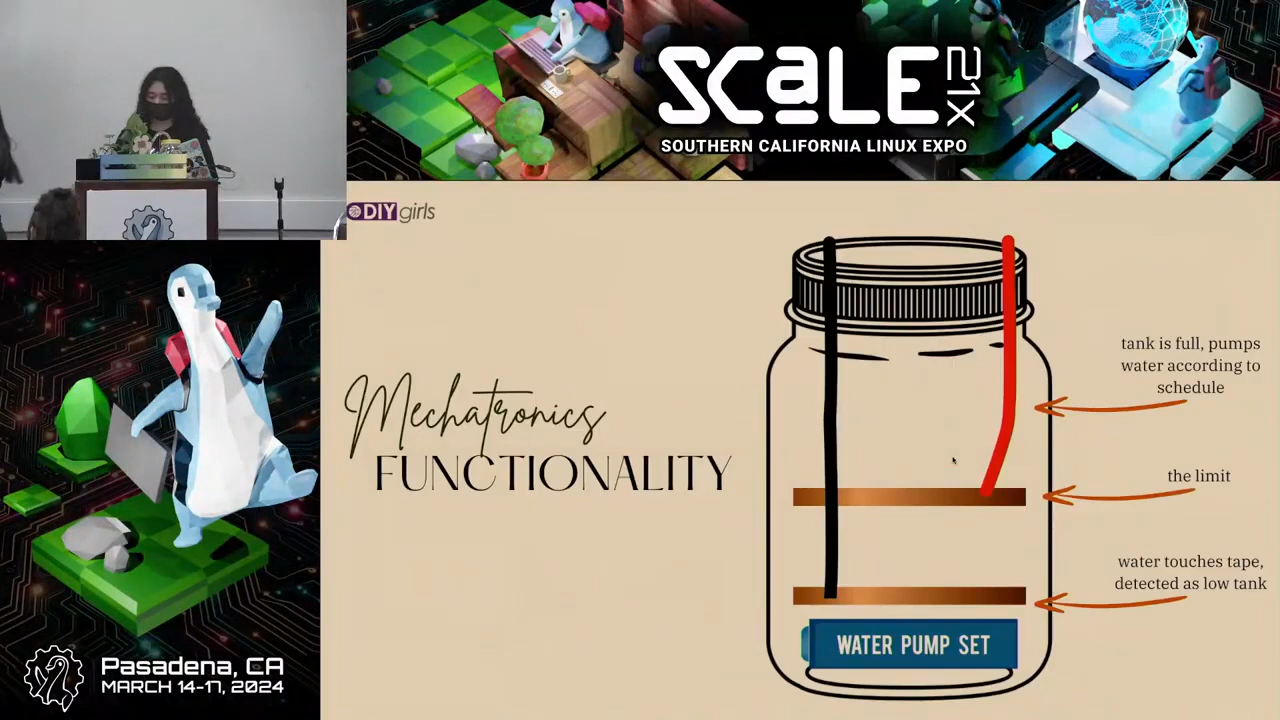 SCaLE 21X
SOUTHERN CALIFORNIA LINUX EXPO
DIY girls
Mechatronics
FUNCTIONALITY
tank is full, pumps
water according to
schedule
the limit
water touches tape,
detected as low tank
WATER PUMP SET
Pasadena, CA
MARCH 14-17, 2024